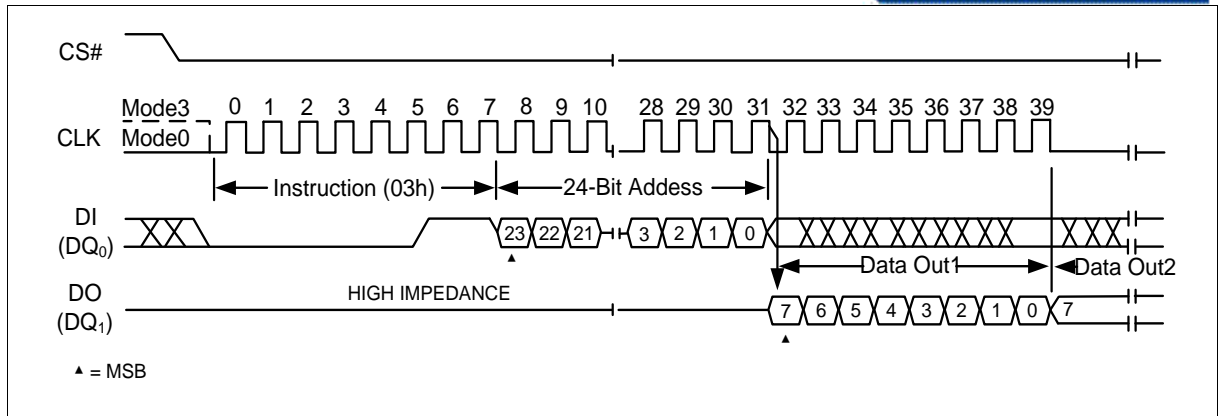 CS#
Mode3 0 1 2 3 4 5 6 7 8 9 10 28 29 30 31 32 33 34 35 36 37 38 39
CLK Mode0
Instruction (03h) 24-Bit Addess
DI
(DQ0) 23 22 21 3 2 1 0
Data Out1 Data Out2
DO HIGH IMPEDANCE
(DQ1) 7 6 5 4 3 2 1 0 7
▲ = MSB